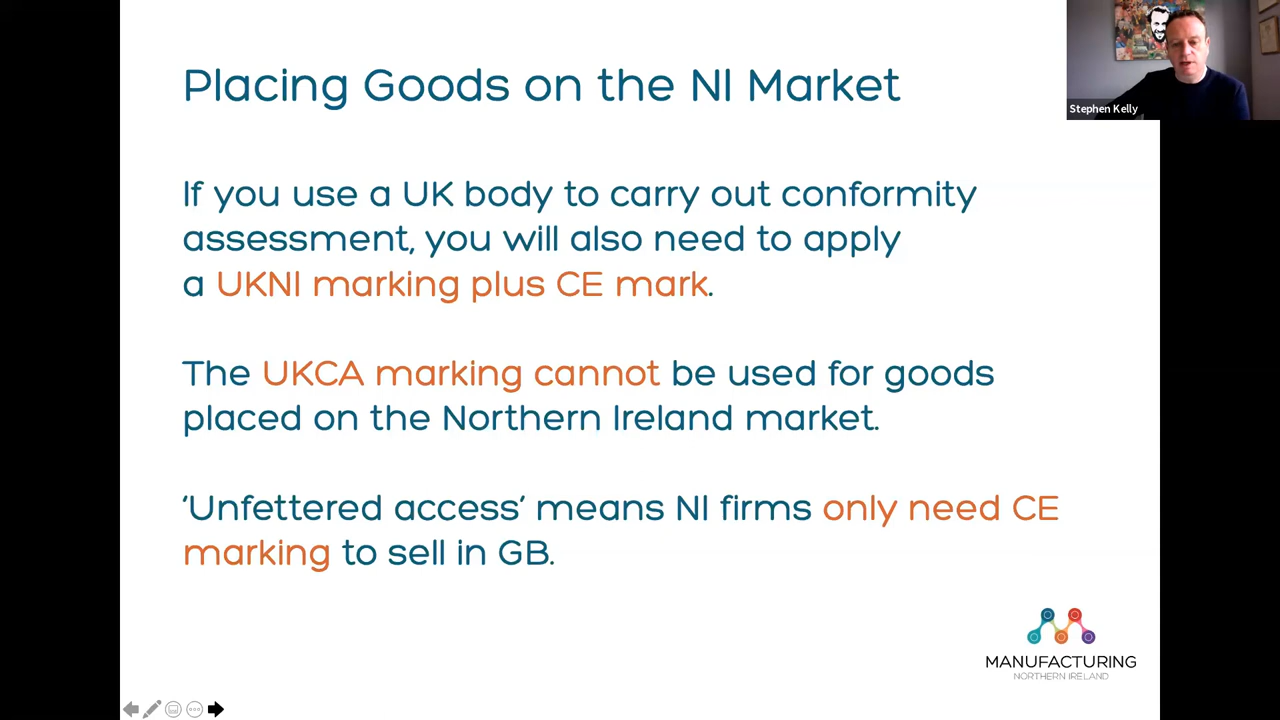 Placing Goods on the NI Market
Stephen Kelly
If you use a UK body to carry out conformity
assessment, you will also need to apply
a UKNI marking plus CE mark.
The UKCA marking cannot be used for goods
placed on the Northern Ireland market.
‘Unfettered access’ means NI firms only need CE
marking to sell in GB.
MANUFACTURING
NORTHERN IRELAND